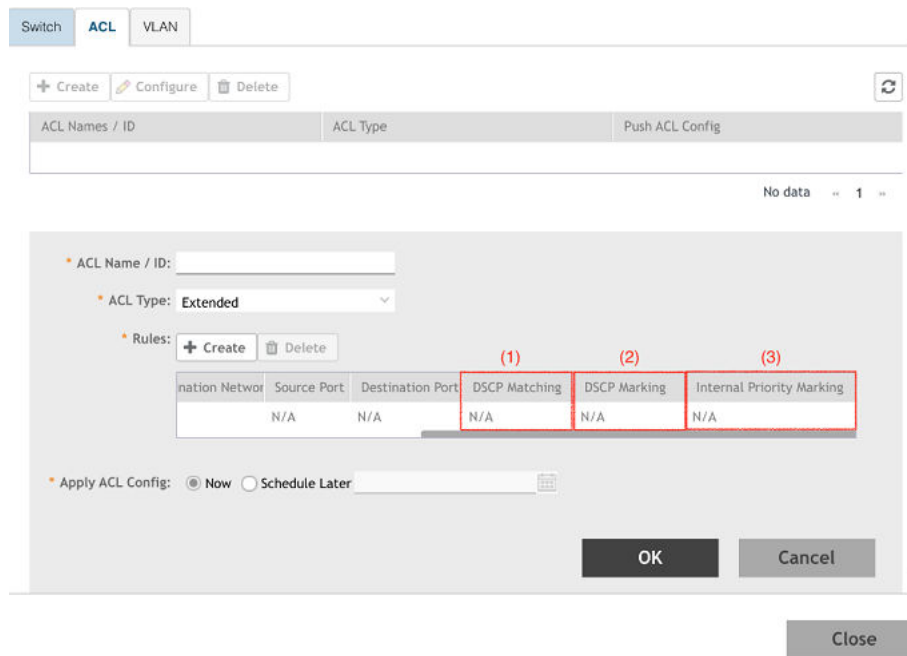 Switch ACL VLAN
Create Configure Delete
ACL Names / ID ACL Type Push ACL Config
No data 1
* ACL Name / ID:
* ACL Type: Extended
* Rules: Create Delete
(1) (2) (3)
nation Networ Source Port Destination Port DSCP Matching DSCP Marking Internal Priority Marking
N/A N/A N/A N/A N/A
* Apply ACL Config: Now Schedule Later
OK Cancel
Close